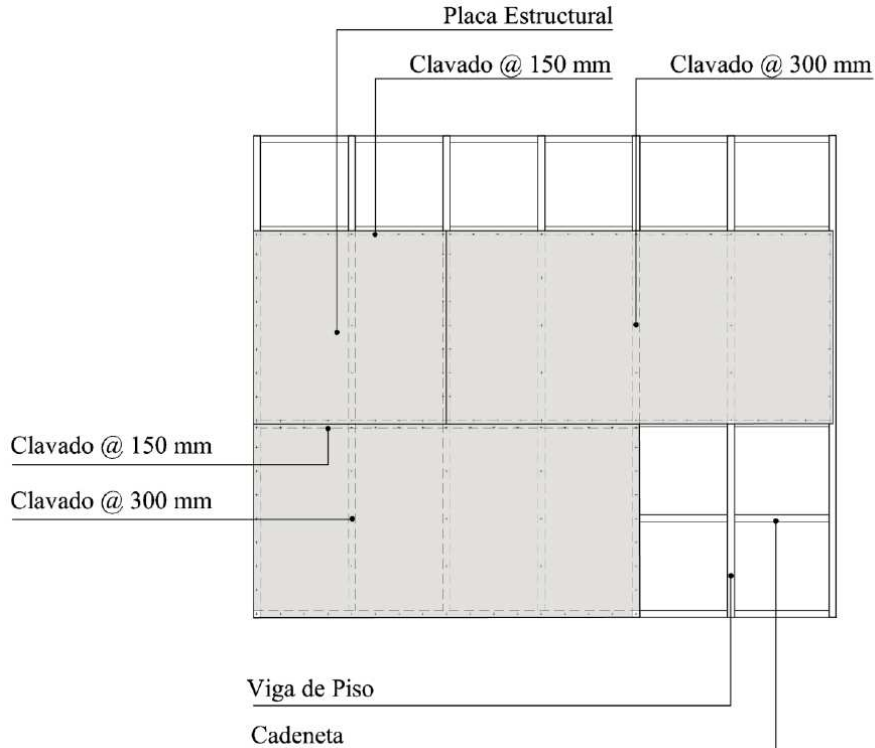 Placa Estructural
Clavado @ 150 mm
Clavado @ 300 mm
Clavado @ 150 mm
Clavado @ 300 mm
Viga de Piso
Cadeneta